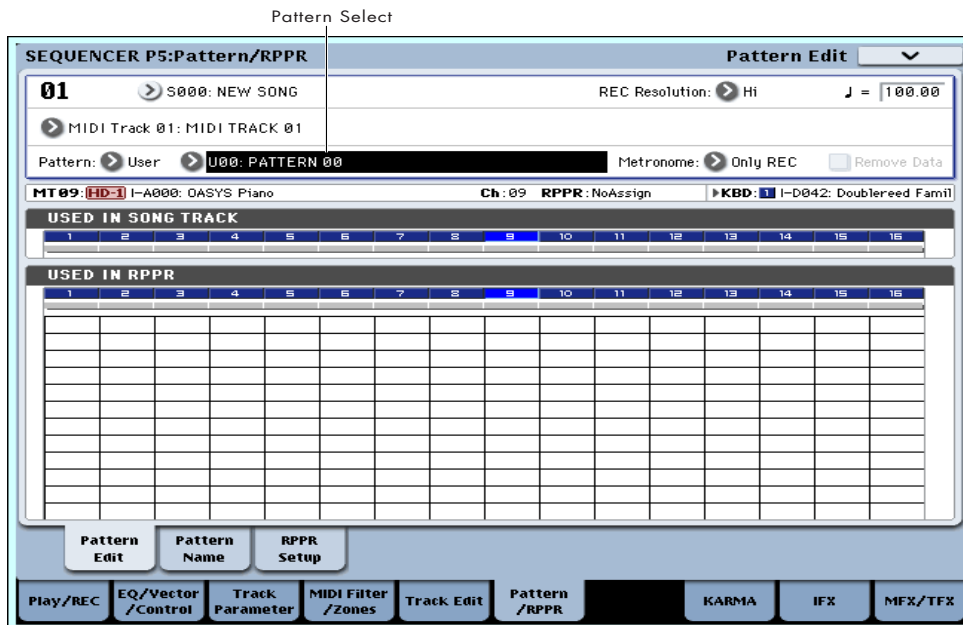 Pattern Select
SEQUENCER P5:Pattern/RPPR Pattern Edit
01 S000: NEW SONG REC Resolution: Hi ♩ = 100.00
MIDI Track 01: MIDI TRACK 01
Pattern: User U00: PATTERN 00 Metronome: Only REC Remove Data
MT09: HD-1 I-A000: OASYS Piano Ch:09 RPPR:NoAssign ▶KBD: 1 I-D042: Doublereed Famil
USED IN SONG TRACK
1 2 3 4 5 6 7 8 9 10 11 12 13 14 15 16
USED IN RPPR
1 2 3 4 5 6 7 8 9 10 11 12 13 14 15 16
Pattern Edit Pattern Name RPPR Setup
Play/REC EQ/Vector /Control Track Parameter MIDI Filter /Zones Track Edit Pattern /RPPR KARMA IFX MFX/TFX